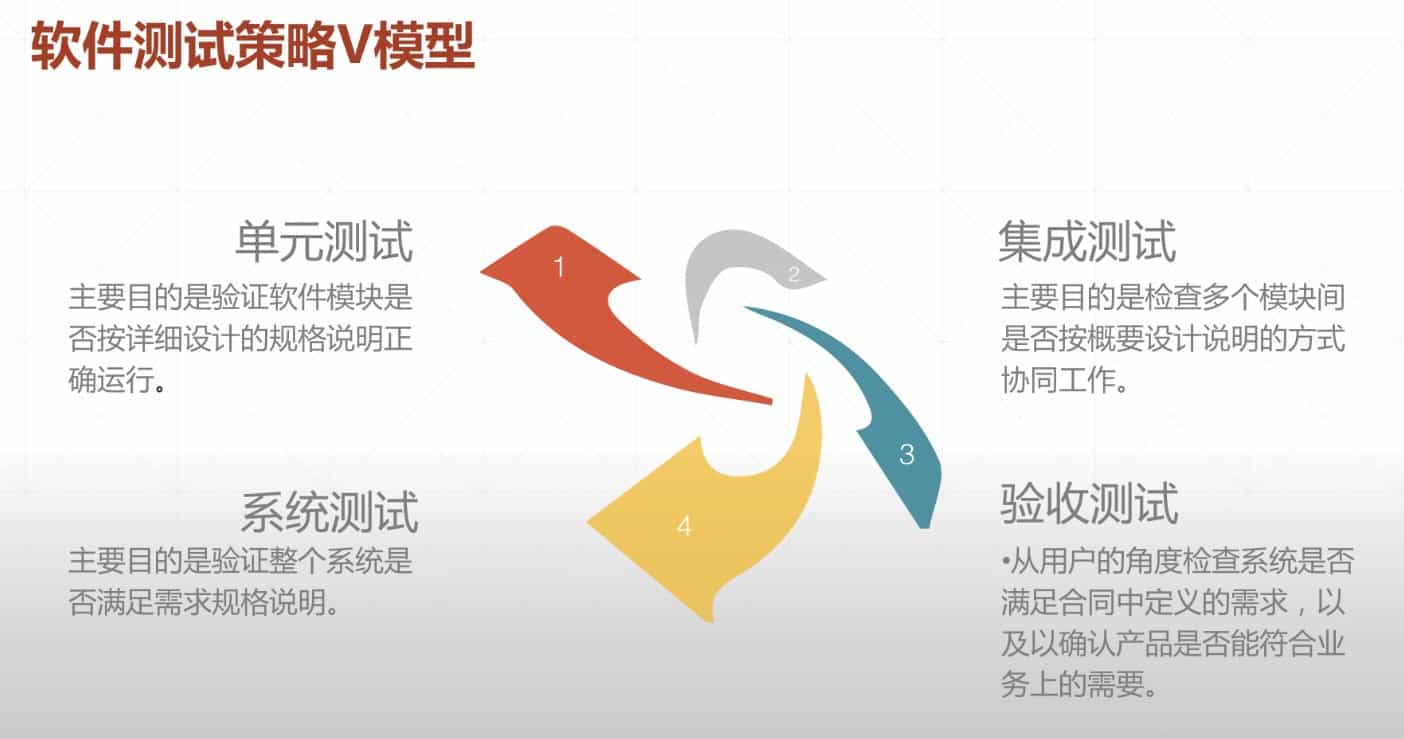 软件测试策略V模型
单元测试
主要目的是验证软件模块是
否按详细设计的规格说明正
确运行。
1
2
集成测试
主要目的是检查多个模块间
是否按概要设计说明的方式
协同工作。
系统测试
主要目的是验证整个系统是
否满足需求规格说明。
4
3
验收测试
•从用户的角度检查系统是否
满足合同中定义的需求，以
及以确认产品是否能符合业
务上的需要。